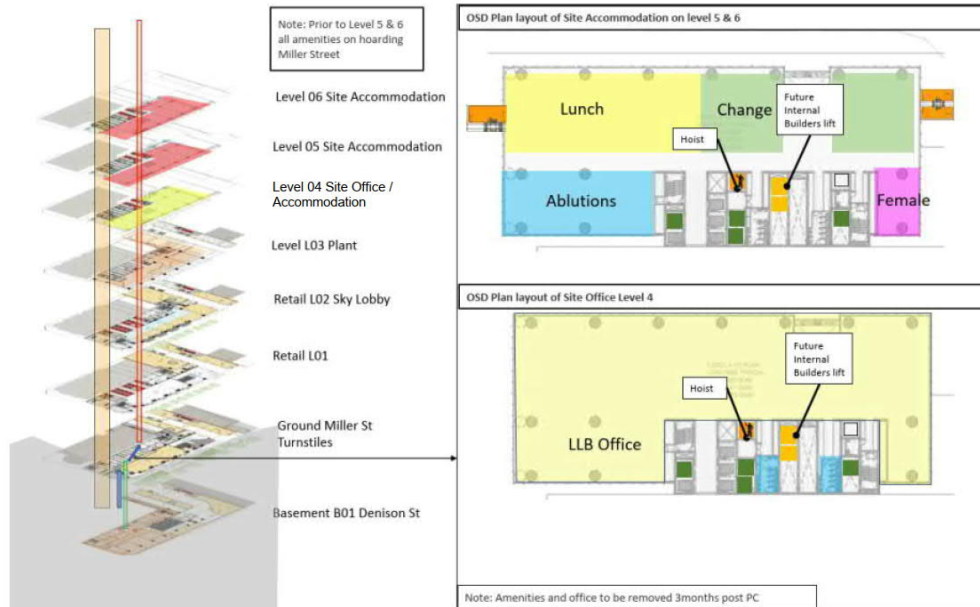 Note: Prior to Level 5 & 6
all amenities on hoarding
Miller Street
Level 06 Site Accommodation
Level 05 Site Accommodation
Level 04 Site Office /
Accommodation
Level L03 Plant
Retail L02 Sky Lobby
Retail L01
Ground Miller St
Turnstiles
Basement B01 Denison St
OSD Plan layout of Site Accommodation on level 5 & 6
Lunch
Change
Future
Internal
Builders lift
Hoist
Ablutions
Female
OSD Plan layout of Site Office Level 4
Future
Internal
Builders lift
Hoist
LLB Office
Note: Amenities and office to be removed 3months post PC